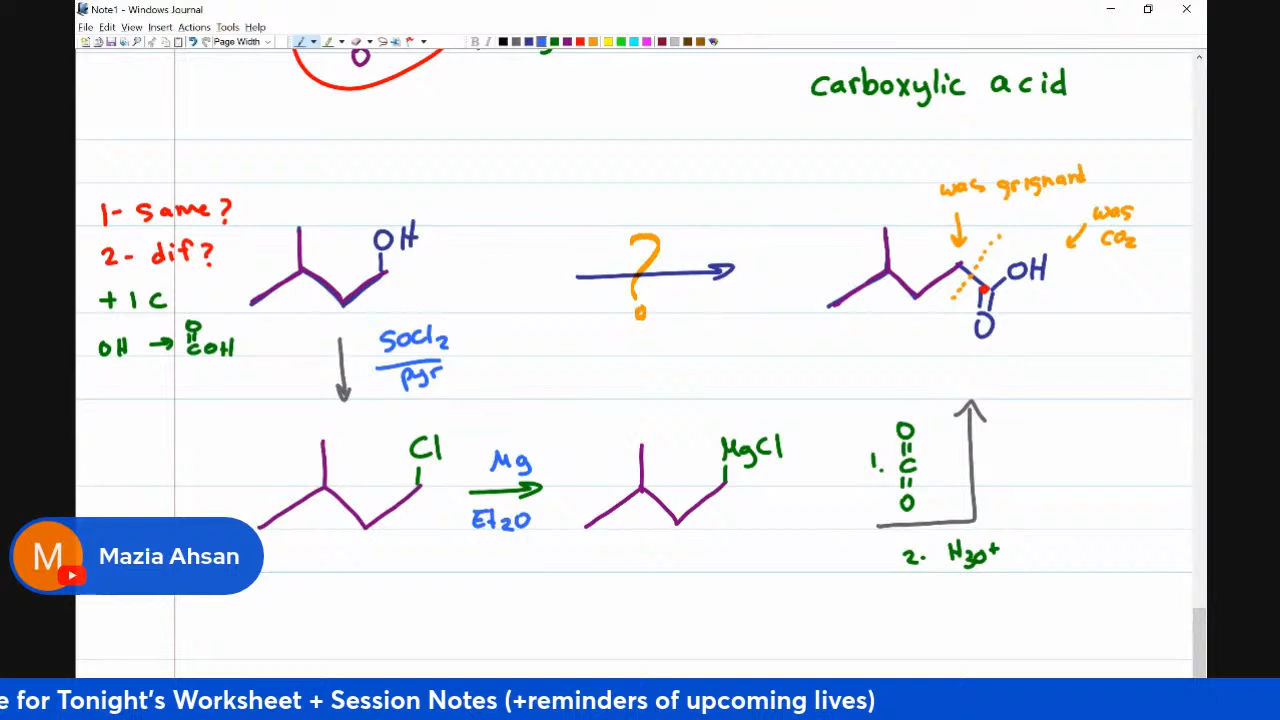 Note1 - Windows Journal
File Edit View Insert Actions Tools Help
Page Width
B I
O
carboxylic acid
1- same?
2- dif?
+ 1 C
OH → O
COH
OH
?
was grignard
was
CO2
OH
O
SOCl2
pyr
Cl
Mg
Et2O
MgCl
1. O
C
O
2. H3O+
M
Mazia Ahsan
e for Tonight's Worksheet + Session Notes (+reminders of upcoming lives)